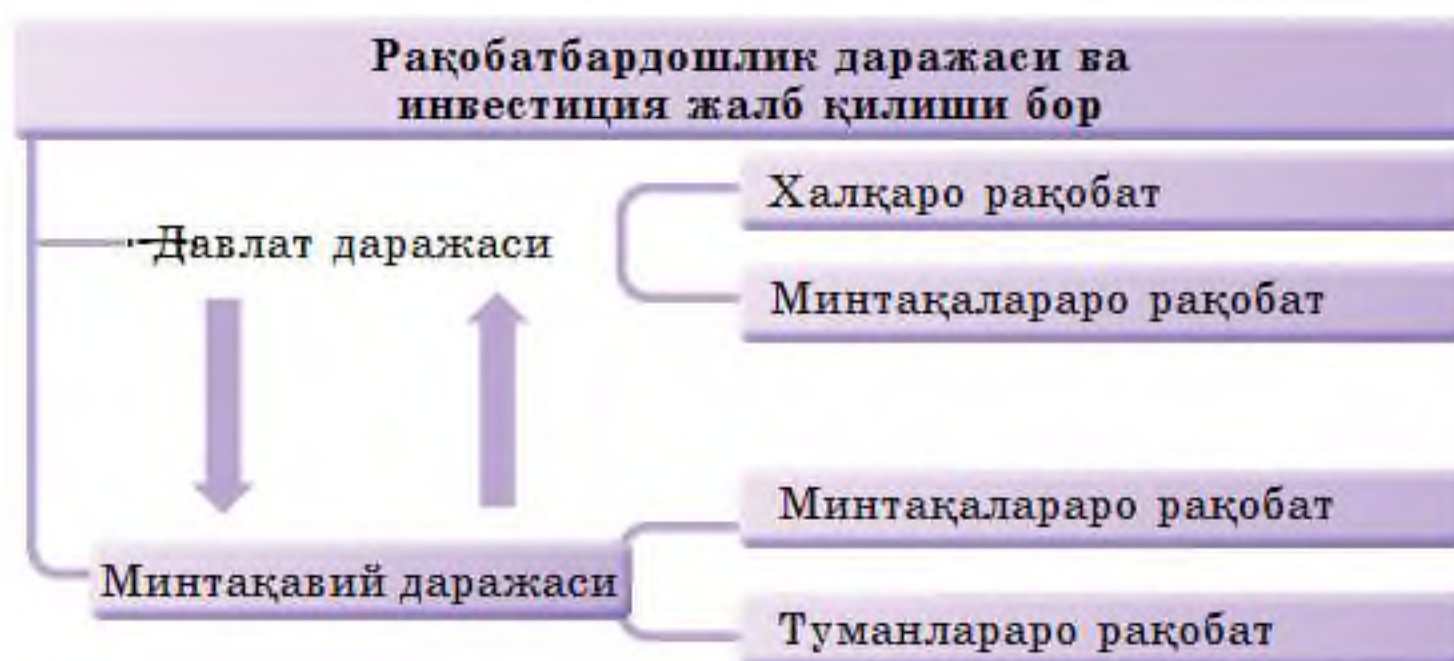 Рақобатбардошлик даражаси ва
инвестиция жалб қилиши бор
Давлат даражаси
Халқаро рақобат
Минтақалараро рақобат
Минтақавий даражаси
Минтақалараро рақобат
Туманлараро рақобат